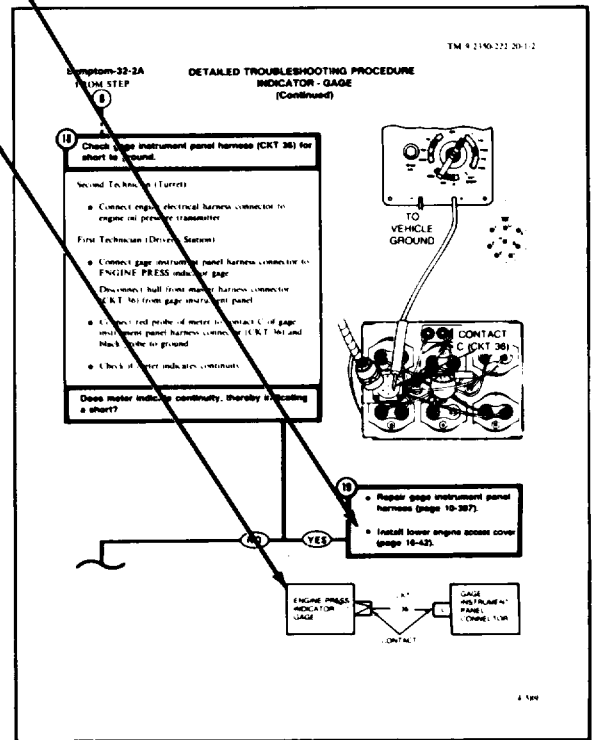 TM 9-2350-222-20-1-2
Symptom-32-2A
FROM STEP
DETAILED TROUBLESHOOTING PROCEDURE
INDICATOR - GAGE
(Continued)
18
Check gage instrument panel harness (CKT 36) for
short to ground.
Second Technician (Turret)
Connect engine electrical harness connector to
engine oil pressure transmitter
First Technician (Driver's Station)
Connect gage instrument panel harness connector to
ENGINE PRESS indicator gage
Disconnect hull front master harness connector
(CKT 36) from gage instrument panel
Connect red probe of meter to contact C of gage
instrument panel harness connector (CKT 36) and
black probe to ground
Check if meter indicates continuity
Does meter indicate continuity, thereby indicating
a short?
TO
VEHICLE
GROUND
CONTACT
C (CKT 36)
19
• Repair gage instrument panel
harness (page 10-387).
• Install lower engine access cover
(page 16-42).
NO
YES
ENGINE PRESS
INDICATOR
GAGE
CKT
36
CONTACT
GAGE
INSTRUMENT
PANEL
CONNECTOR